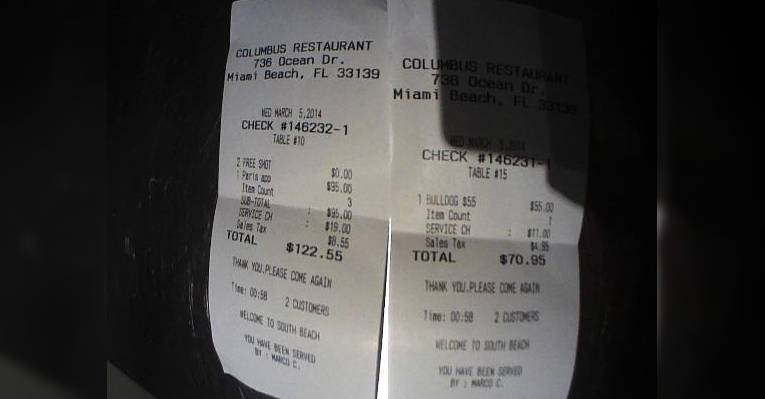 COLUMBUS RESTAURANT
736 Ocean Dr.
Miami Beach, FL 33139
WED MARCH 5,2014
CHECK #146232-1
TABLE #10
2 FREE SHOT $0.00
1 Paris app $95.00
Item Count 3
SUB-TOTAL : $95.00
SERVICE CH : $19.00
Sales Tax $8.55
TOTAL $122.55
THANK YOU,PLEASE COME AGAIN
Time: 00:58 2 CUSTOMERS
WELCOME TO SOUTH BEACH
YOU HAVE BEEN SERVED
BY : MARCO C.
COLUMBUS RESTAURANT
736 Ocean Dr.
Miami Beach, FL 33139
WED MARCH 5,2014
CHECK #146231-1
TABLE #15
1 BULLDOG $55 $55.00
Item Count 1
SERVICE CH : $11.00
Sales Tax $4.95
TOTAL $70.95
THANK YOU,PLEASE COME AGAIN
Time: 00:58 2 CUSTOMERS
WELCOME TO SOUTH BEACH
YOU HAVE BEEN SERVED
BY : MARCO C.